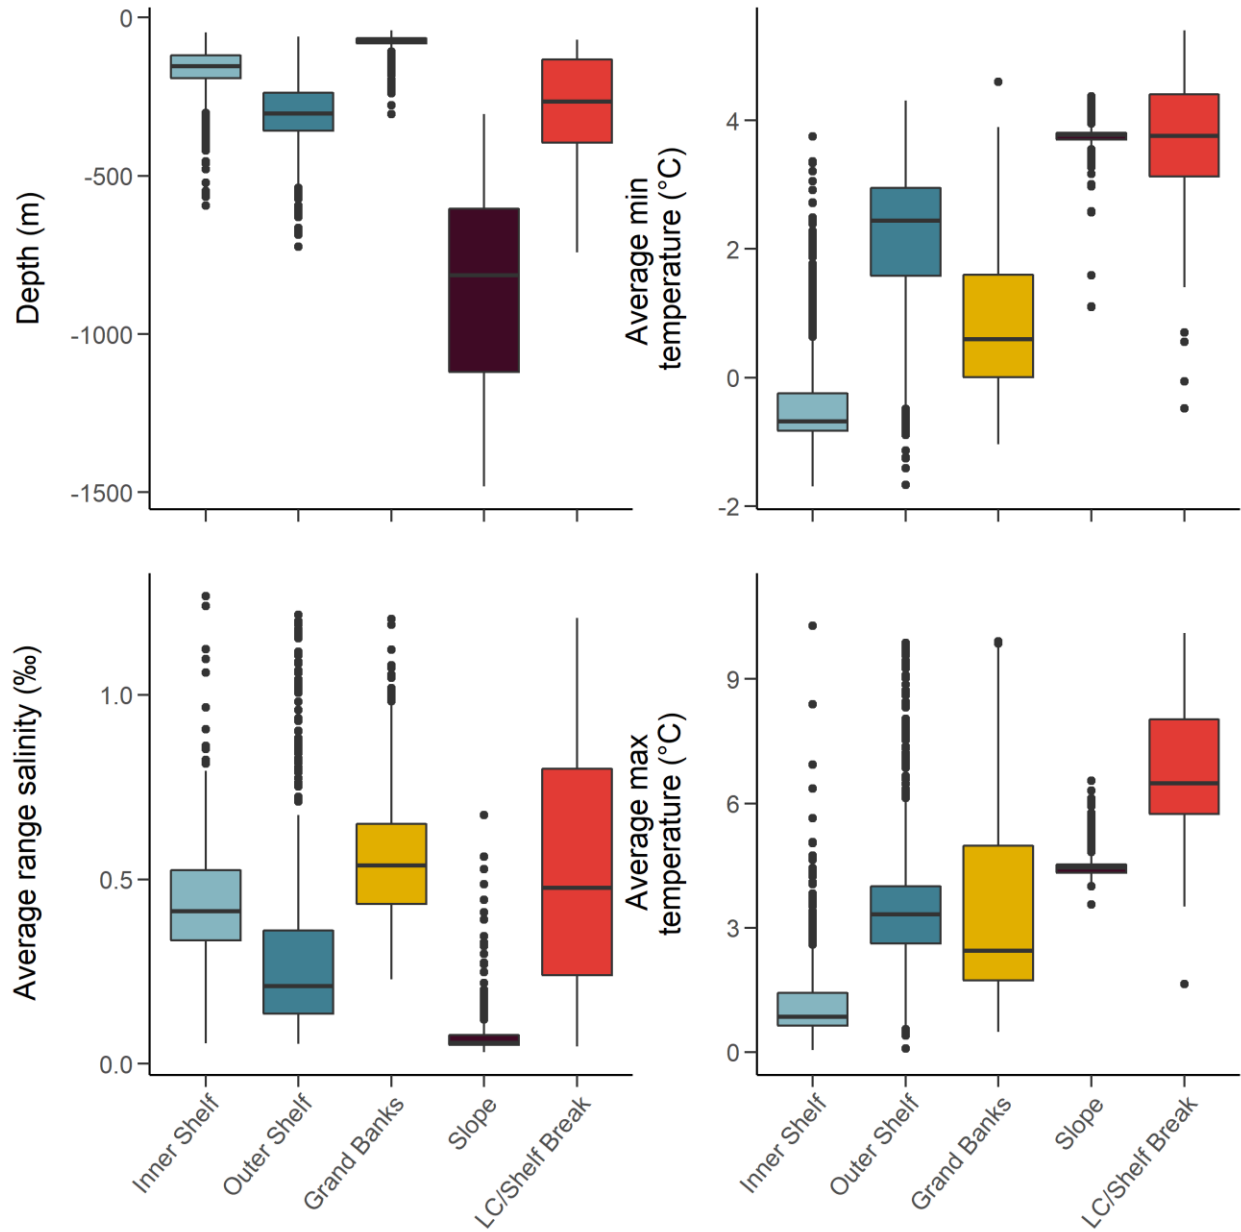 0
-500
-1000
-1500
Depth (m)
4
2
0
-2
Average min
temperature (°C)
1.0
0.5
0.0
Average range salinity (‰)
9
6
3
0
Average max
temperature (°C)
Inner Shelf
Outer Shelf
Grand Banks
Slope
LC/Shelf Break
Inner Shelf
Outer Shelf
Grand Banks
Slope
LC/Shelf Break